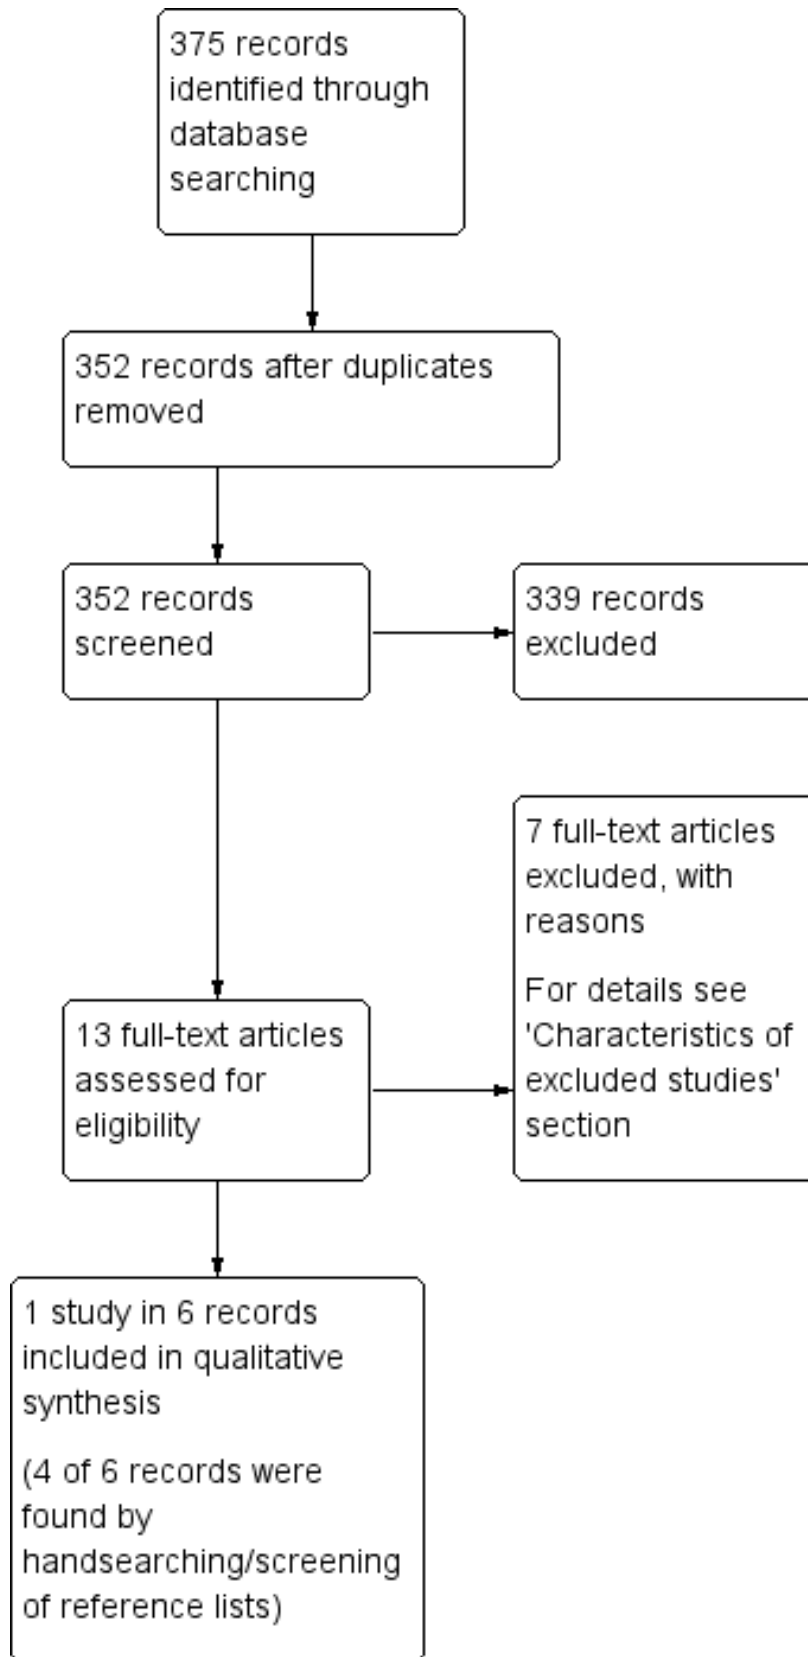 375 records
identified through
database
searching
352 records after duplicates
removed
352 records
screened
339 records
excluded
7 full-text articles
excluded, with
reasons
For details see
'Characteristics of
excluded studies'
section
13 full-text articles
assessed for
eligibility
1 study in 6 records
included in qualitative
synthesis
(4 of 6 records were
found by
handsearching/screening
of reference lists)